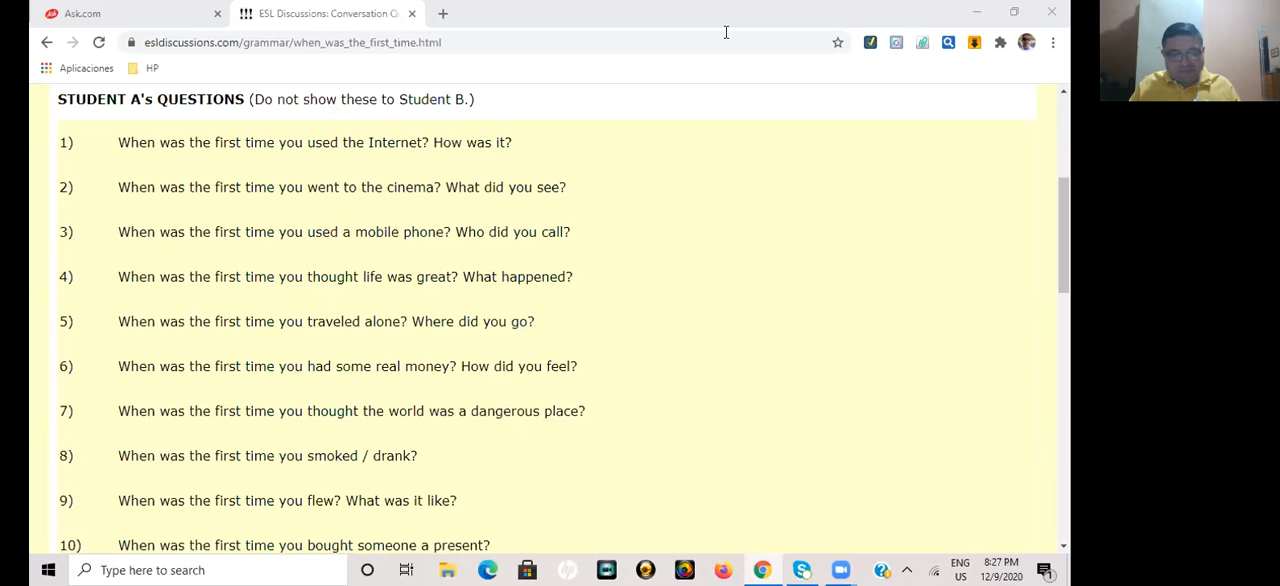 Ask.com
ESL Discussions: Conversation Q
esldiscussions.com/grammar/when_was_the_first_time.html
Aplicaciones
HP
STUDENT A's QUESTIONS (Do not show these to Student B.)
1) When was the first time you used the Internet? How was it?
2) When was the first time you went to the cinema? What did you see?
3) When was the first time you used a mobile phone? Who did you call?
4) When was the first time you thought life was great? What happened?
5) When was the first time you traveled alone? Where did you go?
6) When was the first time you had some real money? How did you feel?
7) When was the first time you thought the world was a dangerous place?
8) When was the first time you smoked / drank?
9) When was the first time you flew? What was it like?
10) When was the first time you bought someone a present?
Type here to search
ENG
US
8:27 PM
12/9/2020
1